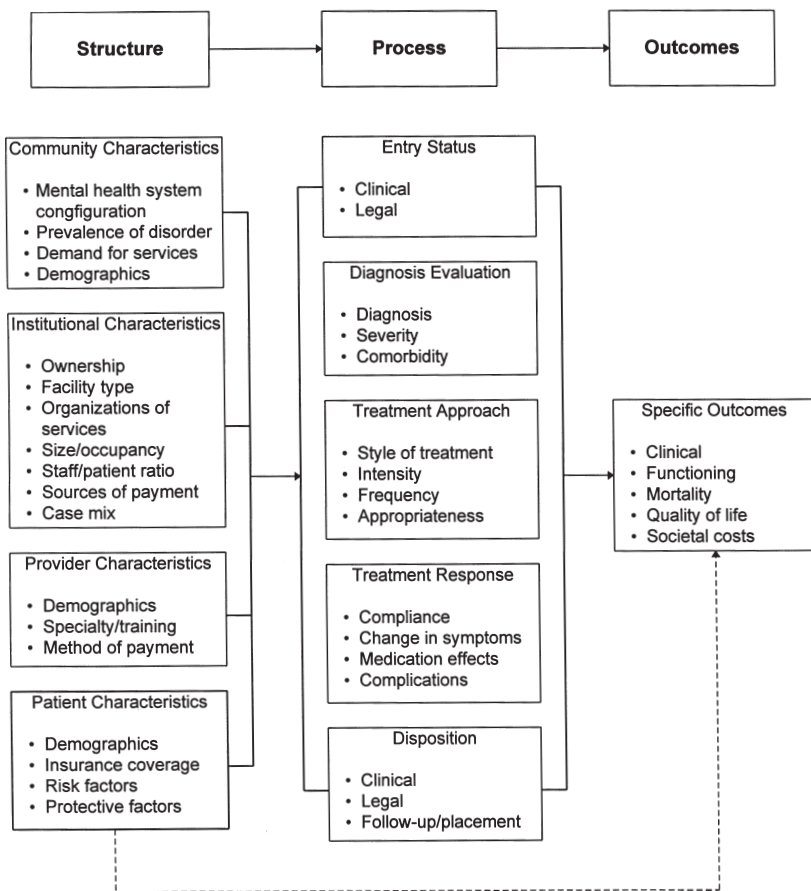 Structure
Process
Outcomes
Community Characteristics
• Mental health system
congfiguration
• Prevalence of disorder
• Demand for services
• Demographics
Institutional Characteristics
• Ownership
• Facility type
• Organizations of
services
• Size/occupancy
• Staff/patient ratio
• Sources of payment
• Case mix
Provider Characteristics
• Demographics
• Specialty/training
• Method of payment
Patient Characteristics
• Demographics
• Insurance coverage
• Risk factors
• Protective factors
Entry Status
• Clinical
• Legal
Diagnosis Evaluation
• Diagnosis
• Severity
• Comorbidity
Treatment Approach
• Style of treatment
• Intensity
• Frequency
• Appropriateness
Treatment Response
• Compliance
• Change in symptoms
• Medication effects
• Complications
Disposition
• Clinical
• Legal
• Follow-up/placement
Specific Outcomes
• Clinical
• Functioning
• Mortality
• Quality of life
• Societal costs